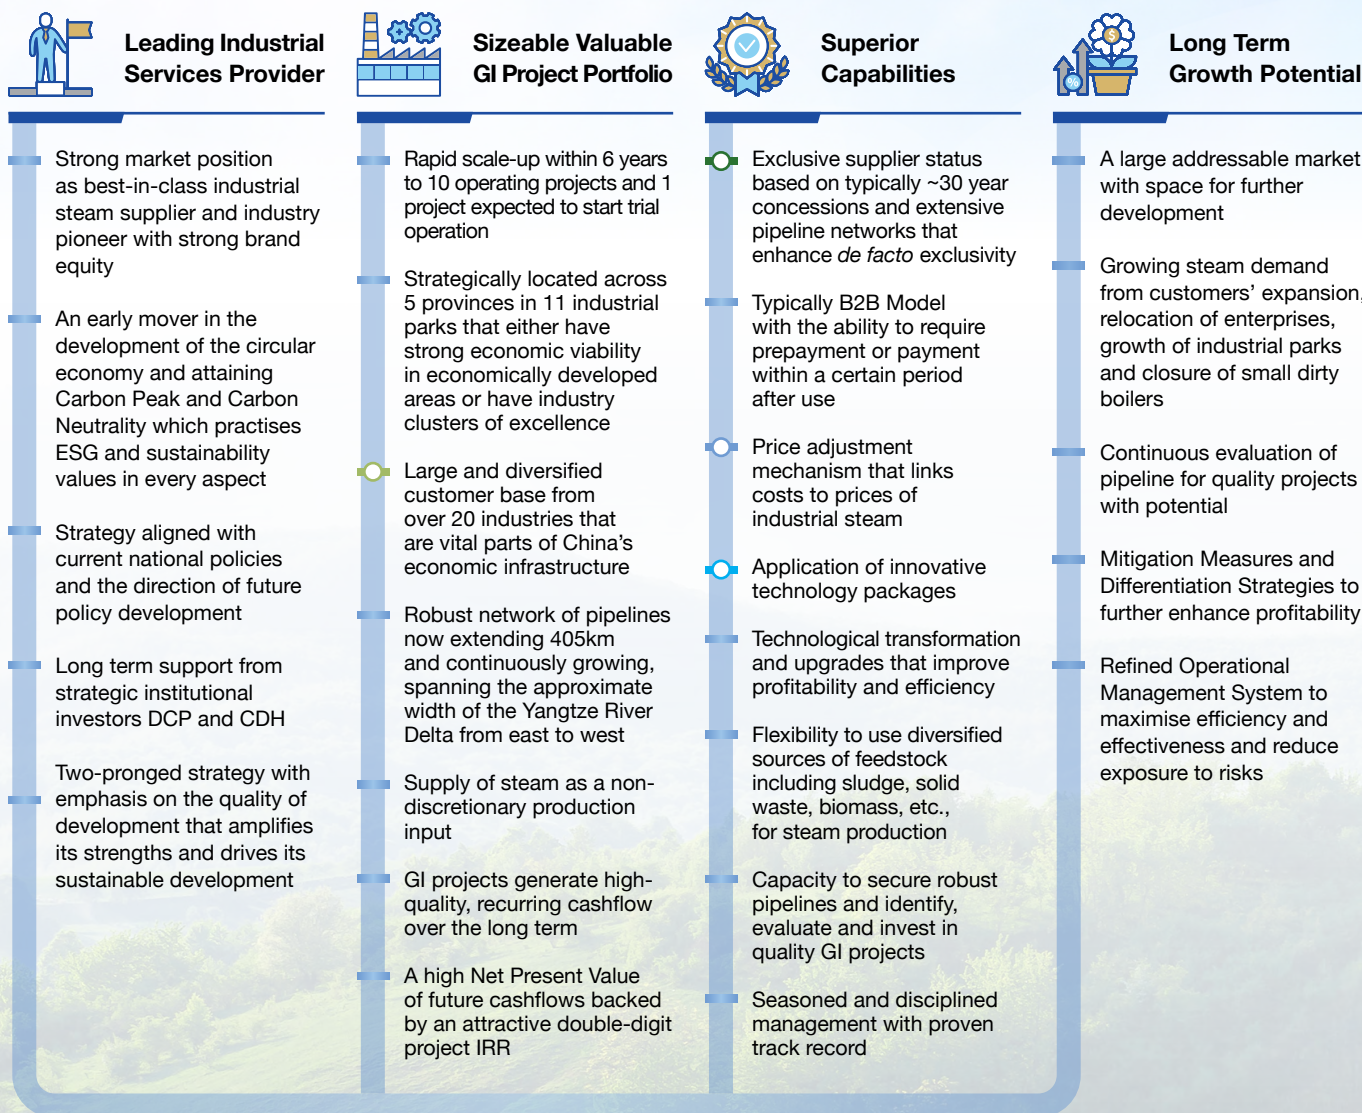 Leading Industrial
Services Provider
Strong market position
as best-in-class industrial
steam supplier and industry
pioneer with strong brand
equity
An early mover in the
development of the circular
economy and attaining
Carbon Peak and Carbon
Neutrality which practises
ESG and sustainability
values in every aspect
Strategy aligned with
current national policies
and the direction of future
policy development
Long term support from
strategic institutional
investors DCP and CDH
Two-pronged strategy with
emphasis on the quality of
development that amplifies
its strengths and drives its
sustainable development
Sizeable Valuable
GI Project Portfolio
Rapid scale-up within 6 years
to 10 operating projects and 1
project expected to start trial
operation
Strategically located across
5 provinces in 11 industrial
parks that either have
strong economic viability
in economically developed
areas or have industry
clusters of excellence
Large and diversified
customer base from
over 20 industries that
are vital parts of China’s
economic infrastructure
Robust network of pipelines
now extending 405km
and continuously growing,
spanning the approximate
width of the Yangtze River
Delta from east to west
Supply of steam as a non-
discretionary production
input
GI projects generate high-
quality, recurring cashflow
over the long term
A high Net Present Value
of future cashflows backed
by an attractive double-digit
project IRR
Superior
Capabilities
Exclusive supplier status
based on typically ~30 year
concessions and extensive
pipeline networks that
enhance de facto exclusivity
Typically B2B Model
with the ability to require
prepayment or payment
within a certain period
after use
Price adjustment
mechanism that links
costs to prices of
industrial steam
Application of innovative
technology packages
Technological transformation
and upgrades that improve
profitability and efficiency
Flexibility to use diversified
sources of feedstock
including sludge, solid
waste, biomass, etc.,
for steam production
Capacity to secure robust
pipelines and identify,
evaluate and invest in
quality GI projects
Seasoned and disciplined
management with proven
track record
$
%
Long Term
Growth Potential
A large addressable market
with space for further
development
Growing steam demand
from customers’ expansion,
relocation of enterprises,
growth of industrial parks
and closure of small dirty
boilers
Continuous evaluation of
pipeline for quality projects
with potential
Mitigation Measures and
Differentiation Strategies to
further enhance profitability
Refined Operational
Management System to
maximise efficiency and
effectiveness and reduce
exposure to risks